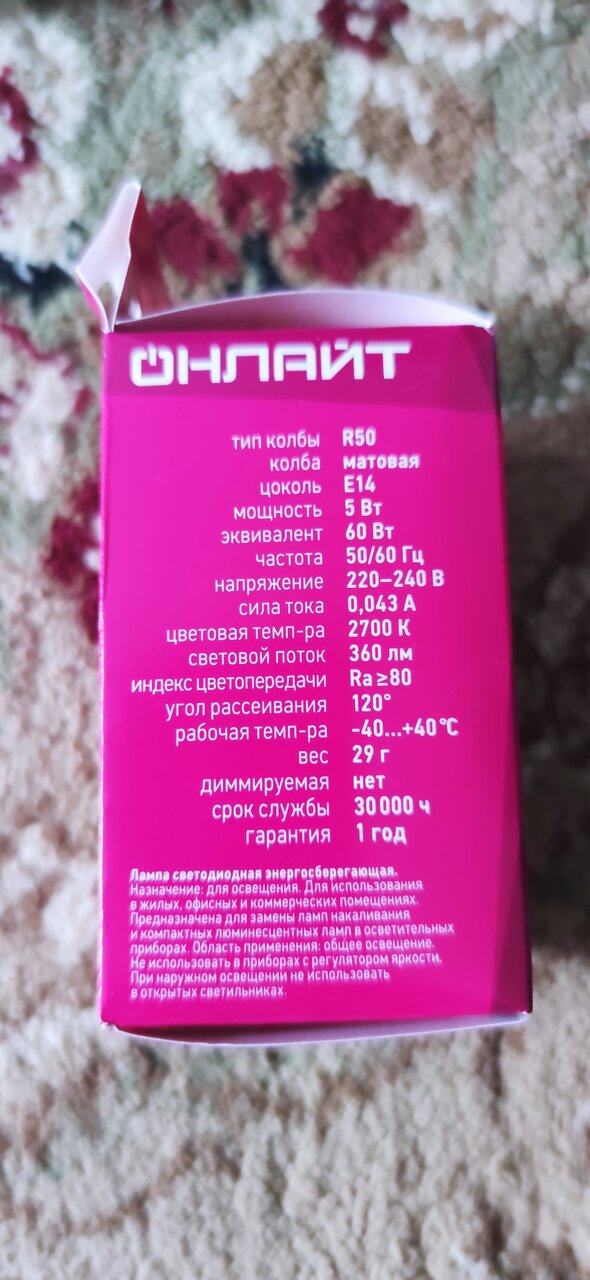 ОНЛАЙТ
тип колбы R50
колба матовая
цоколь E14
мощность 5 Вт
эквивалент 60 Вт
частота 50/60 Гц
напряжение 220–240 В
сила тока 0,043 А
цветовая темп-ра 2700 К
световой поток 360 лм
индекс цветопередачи Ra ≥80
угол рассеивания 120°
рабочая темп-ра -40...+40 °C
вес 29 г
диммируемая нет
срок службы 30 000 ч
гарантия 1 год
Лампа светодиодная энергосберегающая.
Назначение: для освещения. Для использования
в жилых, офисных и коммерческих помещениях.
Предназначена для замены ламп накаливания
и компактных люминесцентных ламп в осветительных
приборах. Область применения: общее освещение.
Не использовать в приборах с регулятором яркости.
При наружном освещении не использовать
в открытых светильниках.